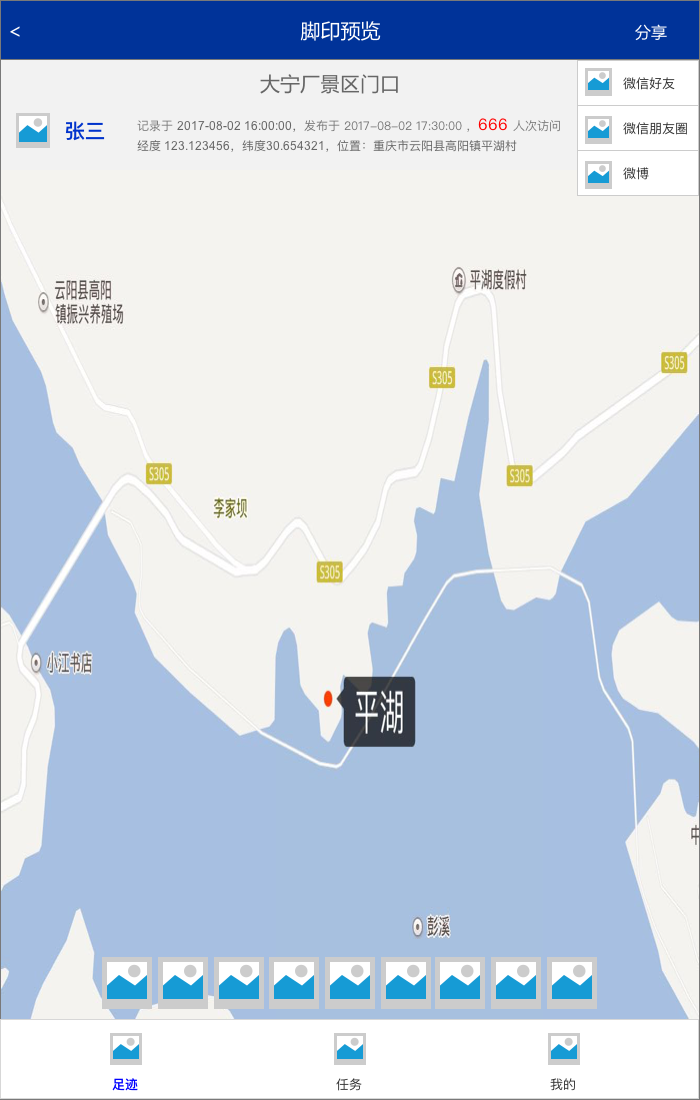 <
脚印预览
分享
大宁厂景区门口
微信好友
微信朋友圈
微博
张三
记录于 2017-08-02 16:00:00，发布于 2017-08-02 17:30:00 ，666 人次访问
经度 123.123456，纬度30.654321，位置：重庆市云阳县高阳镇平湖村
平湖度假村
云阳县高阳
镇振兴养殖场
S305
S305
S305
S305
李家坝
S305
小江书店
平湖
中
彭溪
足迹
任务
我的